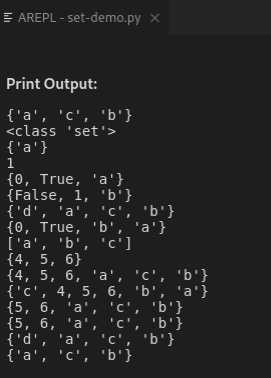 AREPL - set-demo.py ×
Print Output:
{'a', 'c', 'b'}
<class 'set'>
{'a'}
1
{0, True, 'a'}
{False, 1, 'b'}
{'d', 'a', 'c', 'b'}
{0, True, 'b', 'a'}
['a', 'b', 'c']
{4, 5, 6}
{4, 5, 6, 'a', 'c', 'b'}
{'c', 4, 5, 6, 'b', 'a'}
{5, 6, 'a', 'c', 'b'}
{5, 6, 'a', 'c', 'b'}
{'d', 'a', 'c', 'b'}
{'a', 'c', 'b'}